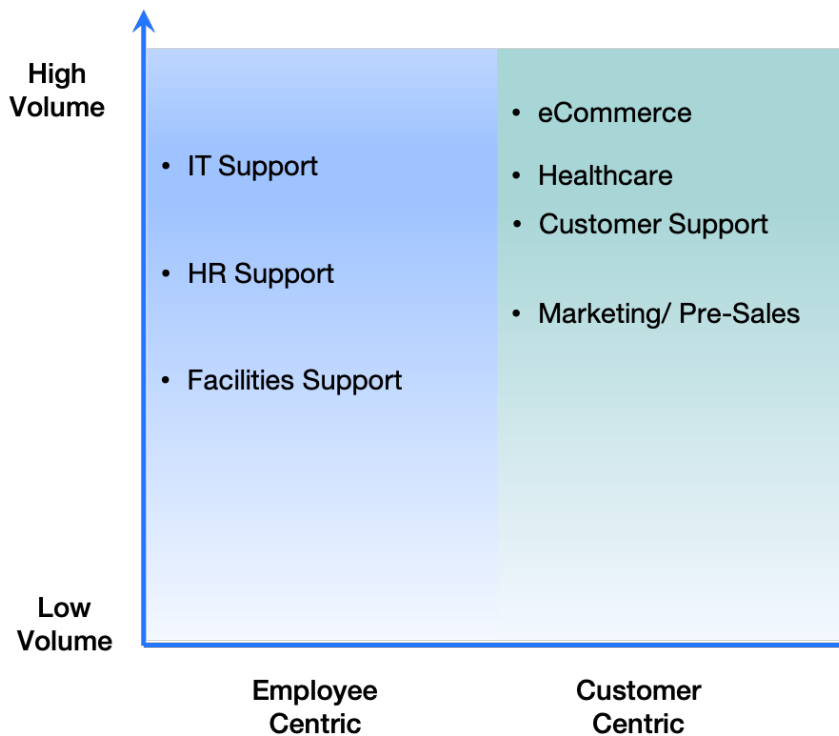 High
Volume
• IT Support
• HR Support
• Facilities Support
• eCommerce
• Healthcare
• Customer Support
• Marketing/ Pre-Sales
Low
Volume
Employee
Centric
Customer
Centric